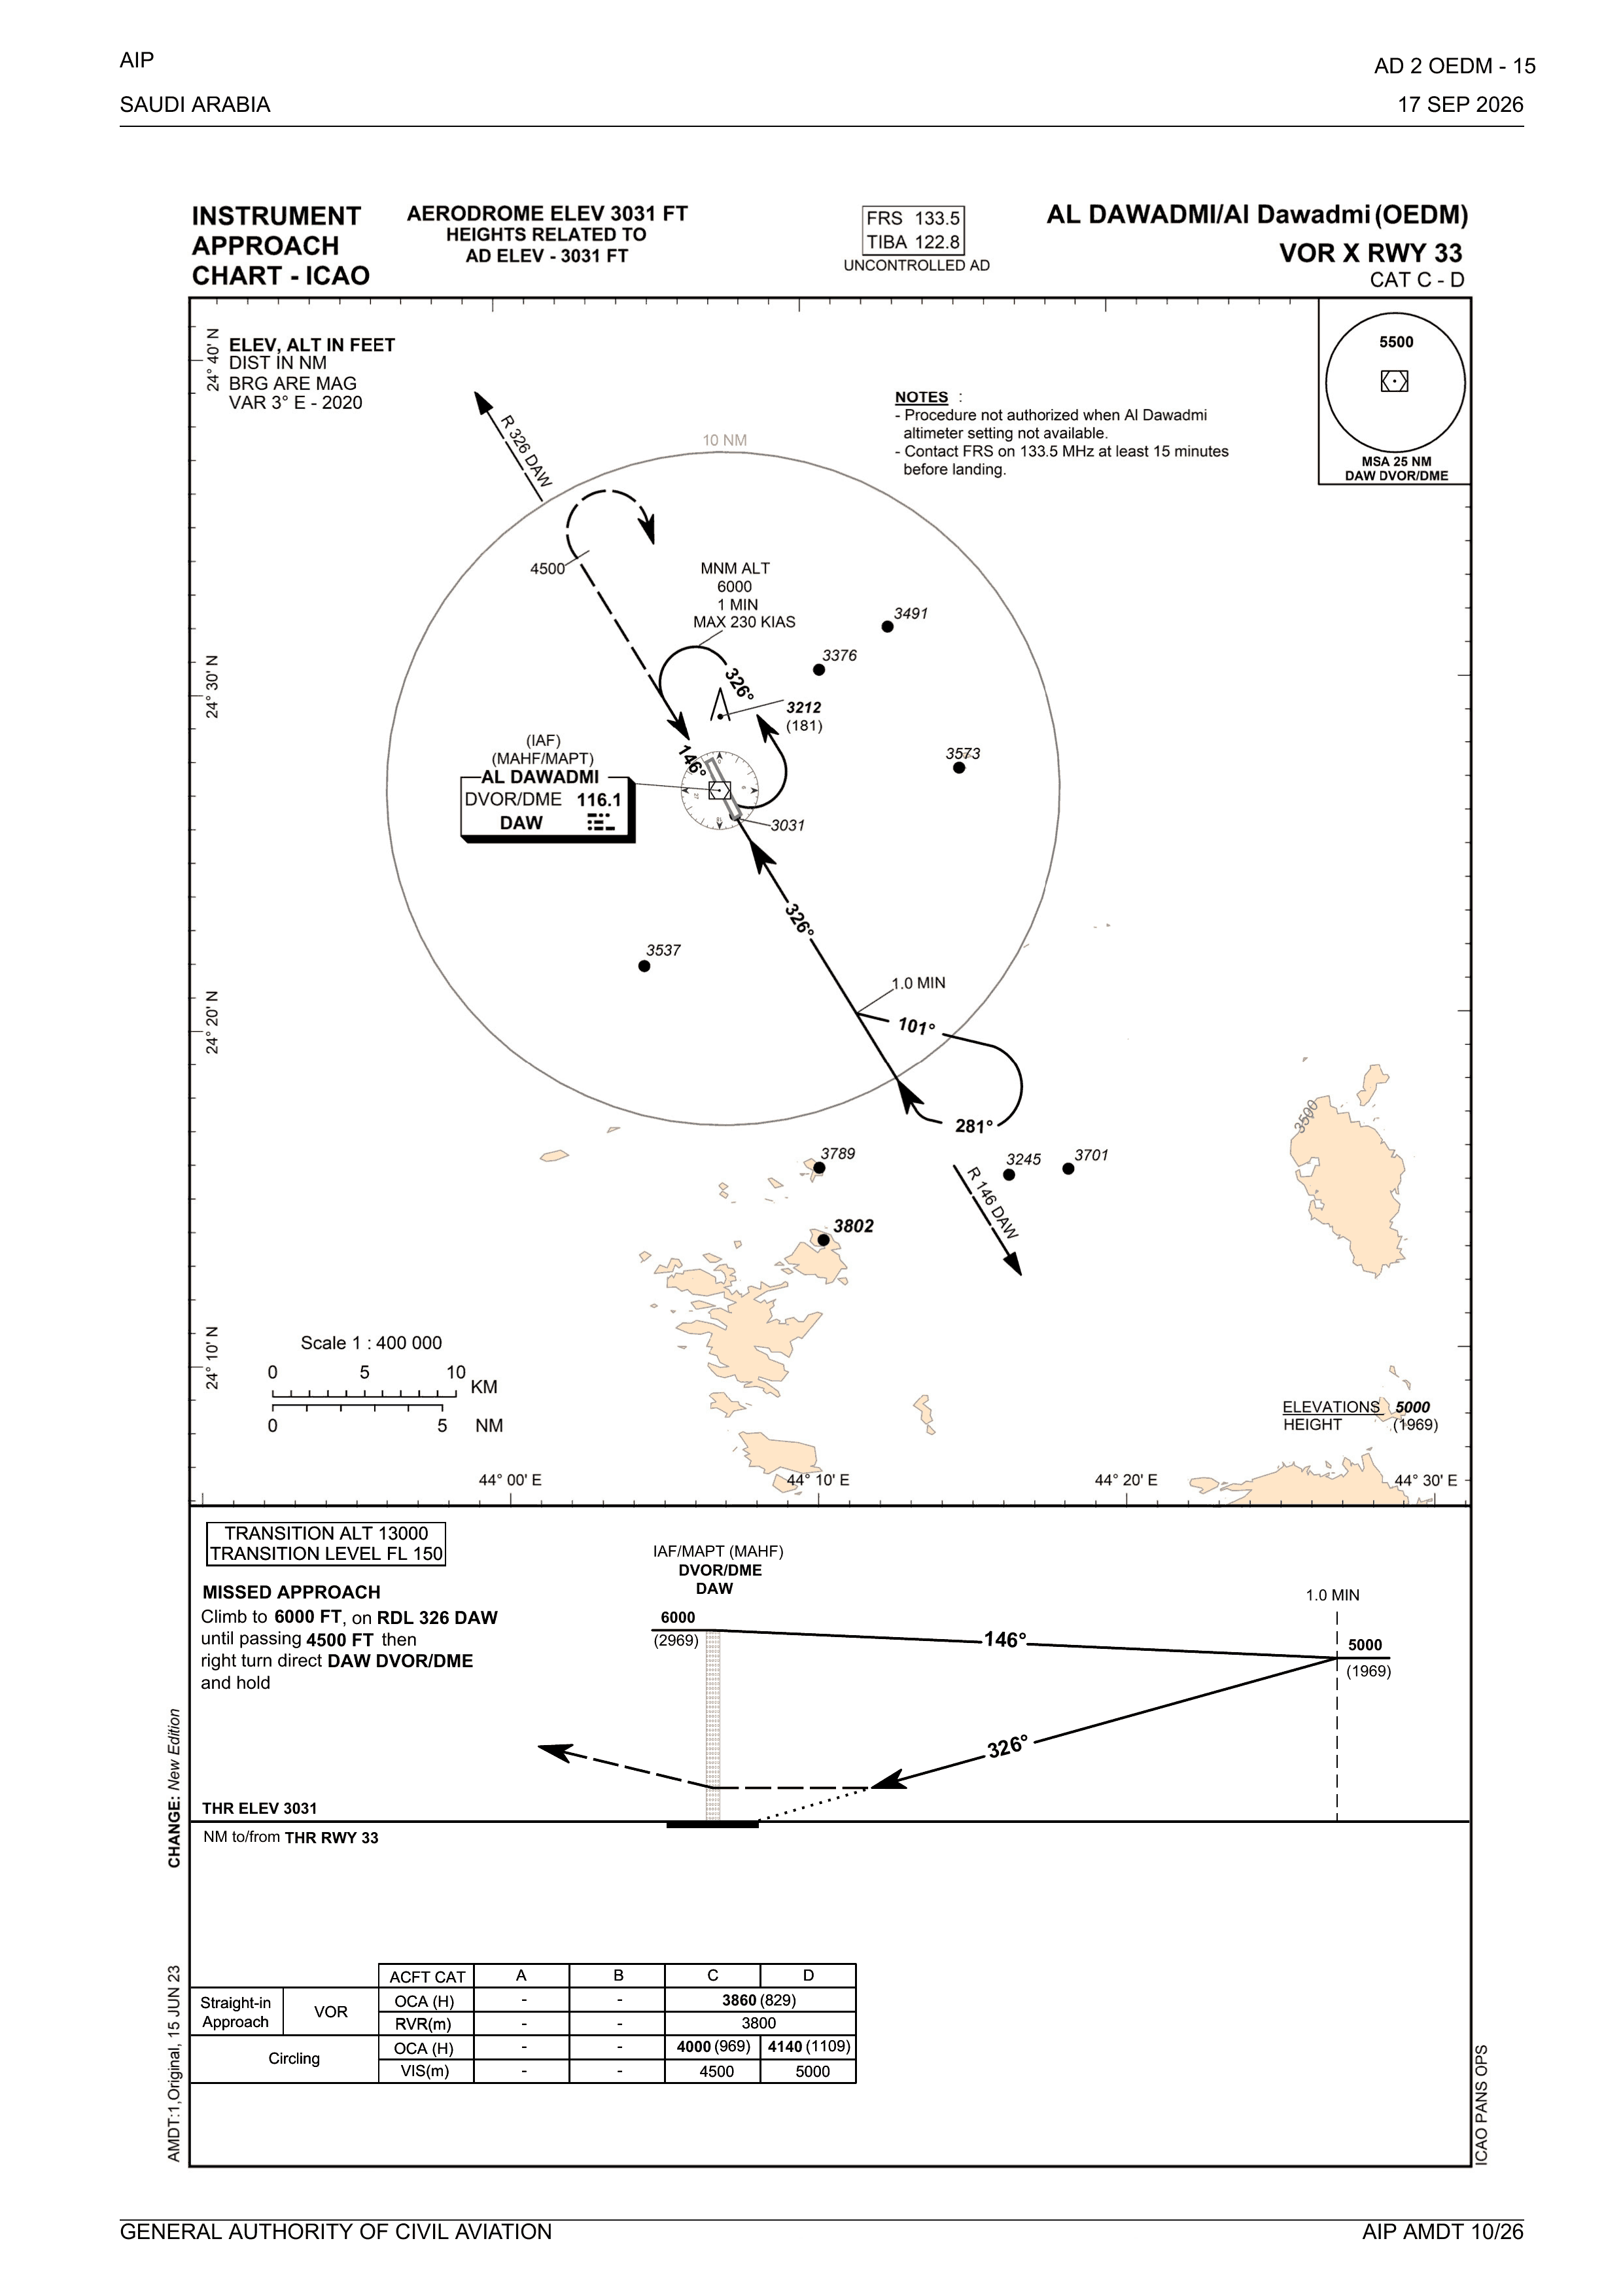 AIP
AD 2 OEDM - 15
SAUDI ARABIA
17 SEP 2026
INSTRUMENT
APPROACH
CHART - ICAO
AERODROME ELEV 3031 FT
HEIGHTS RELATED TO
AD ELEV - 3031 FT
FRS 133.5
TIBA 122.8
UNCONTROLLED AD
AL DAWADMI/Al Dawadmi (OEDM)
VOR X RWY 33
CAT C - D
ELEV, ALT IN FEET
DIST IN NM
BRG ARE MAG
VAR 3° E - 2020
24° 40' N
24° 30' N
24° 20' N
24° 10' N
5500
MSA 25 NM
DAW DVOR/DME
NOTES :
- Procedure not authorized when Al Dawadmi
altimeter setting not available.
- Contact FRS on 133.5 MHz at least 15 minutes
before landing.
R 326 DAW
10 NM
4500
MNM ALT
6000
1 MIN
MAX 230 KIAS
3491
3376
326°
3212
(181)
3573
146°
(IAF)
(MAHF/MAPT)
AL DAWADMI
DVOR/DME 116.1
DAW
3031
326°
3537
1.0 MIN
101°
281°
3500
3789
3245
3701
R 146 DAW
3802
Scale 1 : 400 000
0 5 10
KM
0 5 NM
ELEVATIONS 5000
HEIGHT (1969)
44° 00' E
44° 10' E
44° 20' E
44° 30' E
TRANSITION ALT 13000
TRANSITION LEVEL FL 150
MISSED APPROACH
Climb to 6000 FT, on RDL 326 DAW
until passing 4500 FT then
right turn direct DAW DVOR/DME
and hold
IAF/MAPT (MAHF)
DVOR/DME
DAW
6000
(2969)
146°
1.0 MIN
5000
(1969)
326°
THR ELEV 3031
NM to/from THR RWY 33
CHANGE: New Edition
AMDT:1,Original, 15 JUN 23
ACFT CAT A B C D
Straight-in
Approach
VOR
OCA (H) - - 3860 (829)
RVR(m) - - 3800
Circling
OCA (H) - - 4000 (969) 4140 (1109)
VIS(m) - - 4500 5000
ICAO PANS OPS
GENERAL AUTHORITY OF CIVIL AVIATION
AIP AMDT 10/26